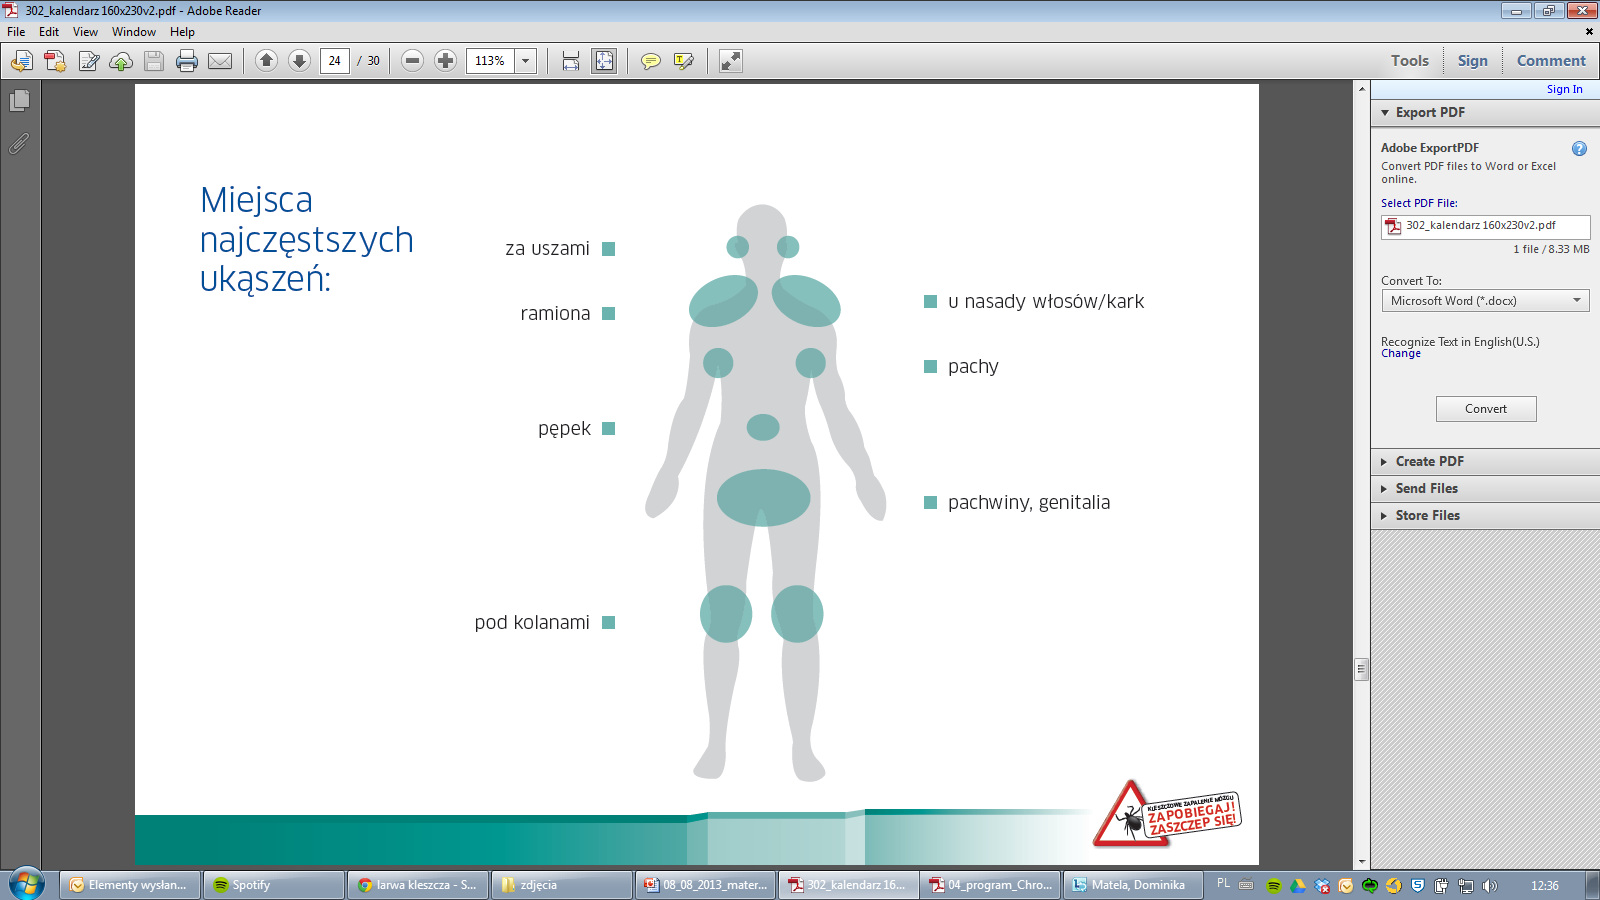 302_kalendarz 160x230v2.pdf - Adobe Reader
File Edit View Window Help
24 / 30 113% Tools Sign Comment
Sign In
Export PDF
Adobe ExportPDF
Convert PDF files to Word or Excel
online.
Select PDF File:
302_kalendarz 160x230v2.pdf
1 file / 8.33 MB
Convert To:
Microsoft Word (*.docx)
Recognize Text in English(U.S.)
Change
Convert
Create PDF
Send Files
Store Files
Miejsca
najczęstszych
ukąszeń:
za uszami
ramiona
pępek
pod kolanami
u nasady włosów/kark
pachy
pachwiny, genitalia
KLESZCZOWE ZAPALENIE MÓZGU
ZAPOBIEGAJ!
ZASZCZEP SIĘ!
Elementy wysłan... Spotify larwa kleszcza - S... zdjęcia 08_08_2013_mater... 302_kalendarz 16... 04_program_Chro... Matela, Dominika PL 12:36